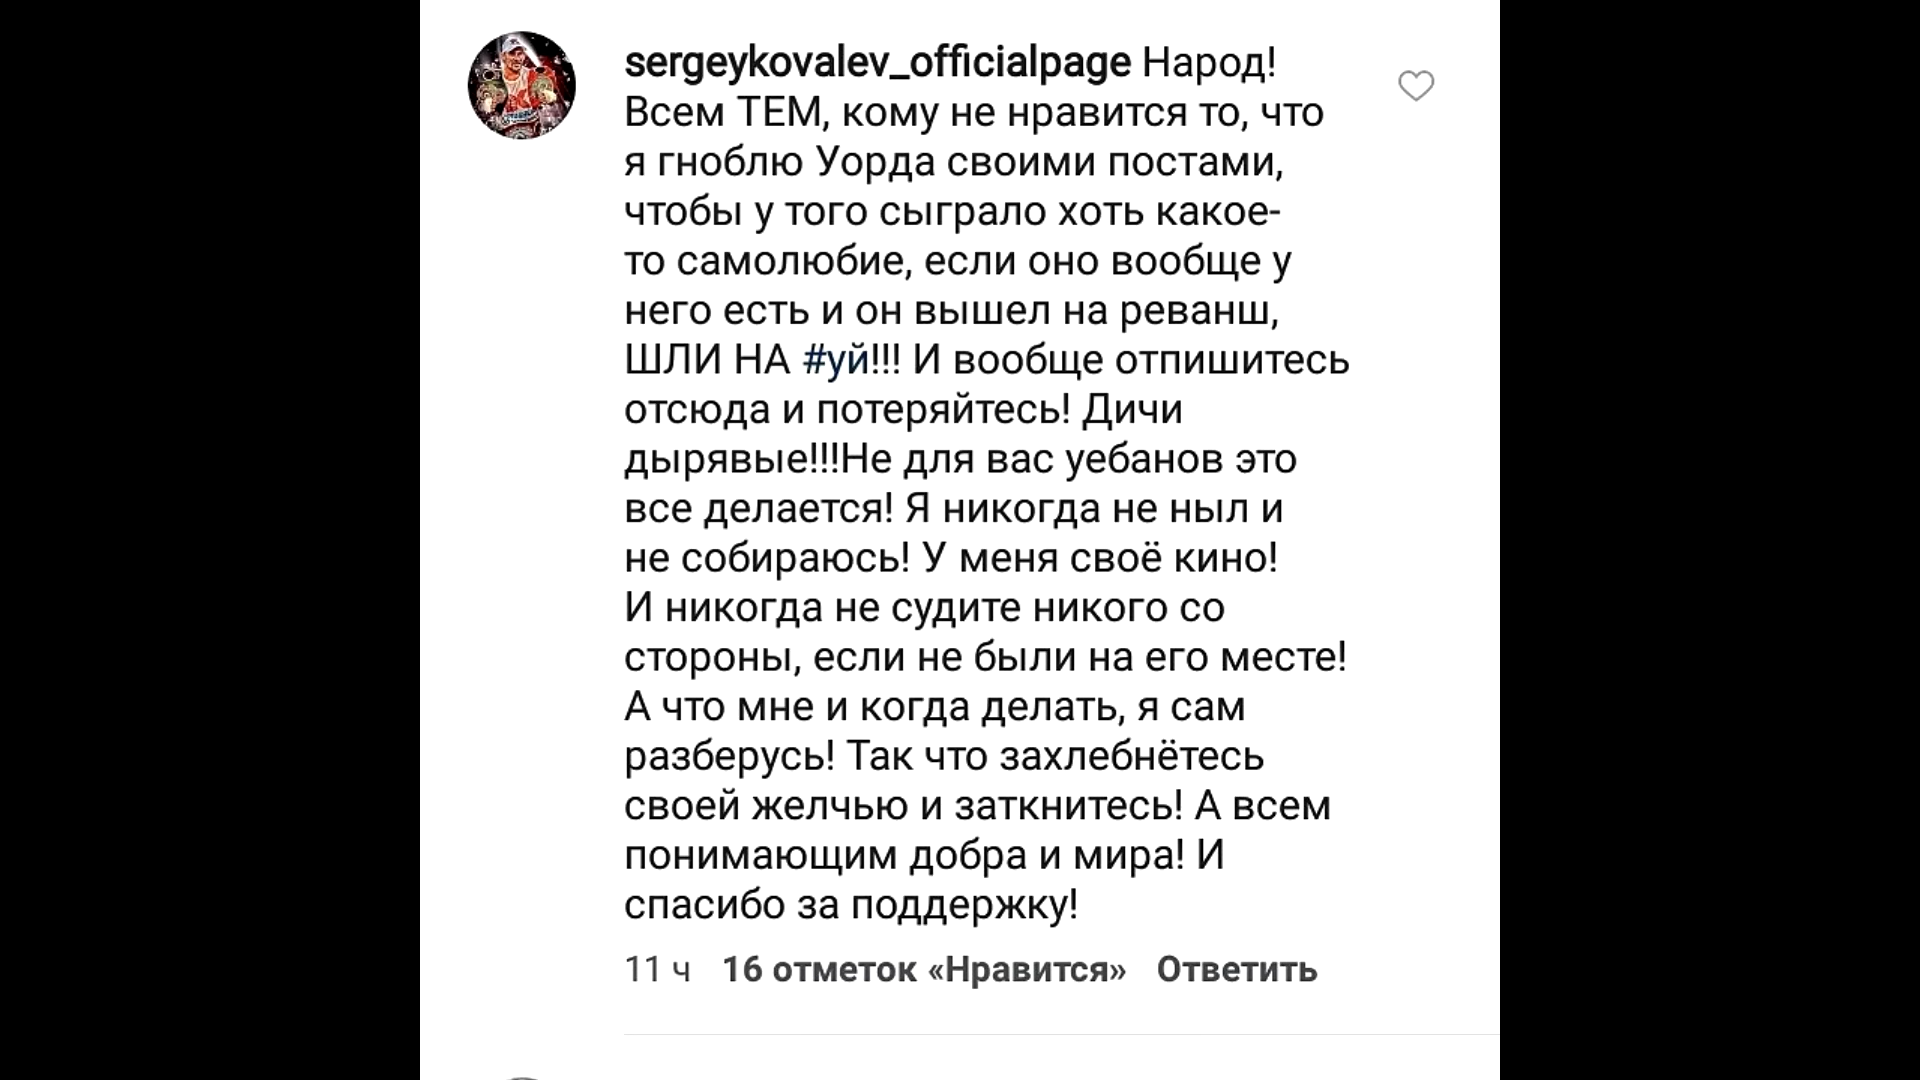 sergeykovalev_officialpage Народ!
Всем ТЕМ, кому не нравится то, что
я гноблю Уорда своими постами,
чтобы у того сыграло хоть какое-
то самолюбие, если оно вообще у
него есть и он вышел на реванш,
ШЛИ НА #уй!!! И вообще отпишитесь
отсюда и потеряйтесь! Дичи
дырявые!!!Не для вас уебанов это
все делается! Я никогда не ныл и
не собираюсь! У меня своё кино!
И никогда не судите никого со
стороны, если не были на его месте!
А что мне и когда делать, я сам
разберусь! Так что захлебнётесь
своей желчью и заткнитесь! А всем
понимающим добра и мира! И
спасибо за поддержку!
11 ч 16 отметок «Нравится» Ответить